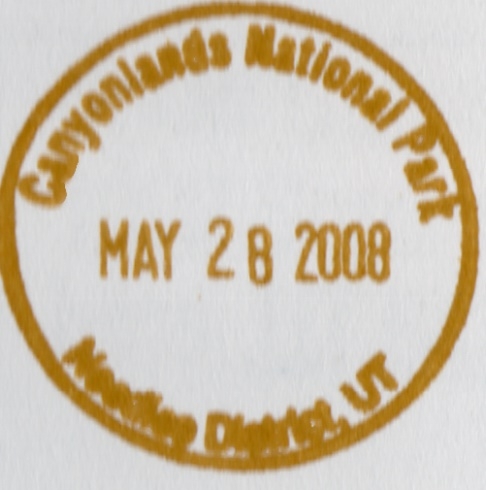 Canyonlands National Park
MAY 28 2008
Needles District, UT